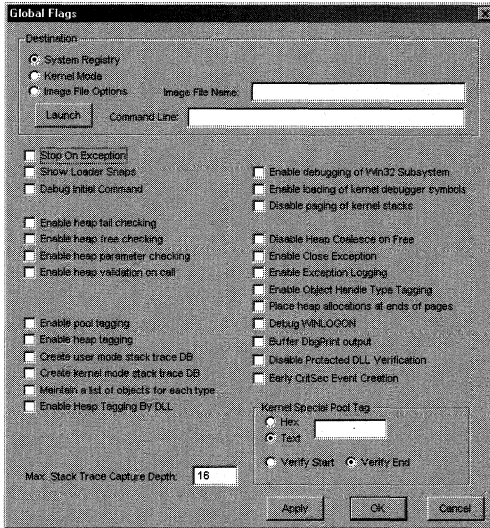 Global Flags
Destination
System Registry
Kernel Mode
Image File Options
Image File Name:
Launch
Command Line:
Stop On Exception
Show Loader Snaps
Debug Initial Command
Enable heap tail checking
Enable heap free checking
Enable heap parameter checking
Enable heap validation on call
Enable pool tagging
Enable heap tagging
Create user mode stack trace DB
Create kernel mode stack trace DB
Maintain a list of objects for each type
Enable Heap Tagging By DLL
Max. Stack Trace Capture Depth:
16
Enable debugging of Win32 Subsystem
Enable loading of kernel debugger symbols
Disable paging of kernel stacks
Disable Heap Coalesce on Free
Enable Close Exception
Enable Exception Logging
Enable Object Handle Type Tagging
Place heap allocations at ends of pages
Debug WINLOGON
Buffer DbgPrint output
Disable Protected DLL Verification
Early CritSec Event Creation
Kernel Special Pool Tag
Hex
Text
Verify Start
Verify End
Apply
OK
Cancel